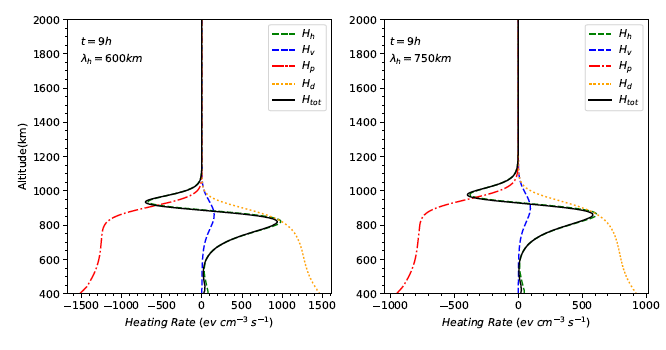 t = 9h
λh = 600km
Hh
Hv
Hp
Hd
Htot
2000
1800
1600
1400
1200
1000
800
600
400
Altitude(km)
−1500 −1000 −500 0 500 1000 1500
Heating Rate (ev cm−3 s−1)
t = 9h
λh = 750km
Hh
Hv
Hp
Hd
Htot
2000
1800
1600
1400
1200
1000
800
600
400
−1000 −500 0 500 1000
Heating Rate (ev cm−3 s−1)